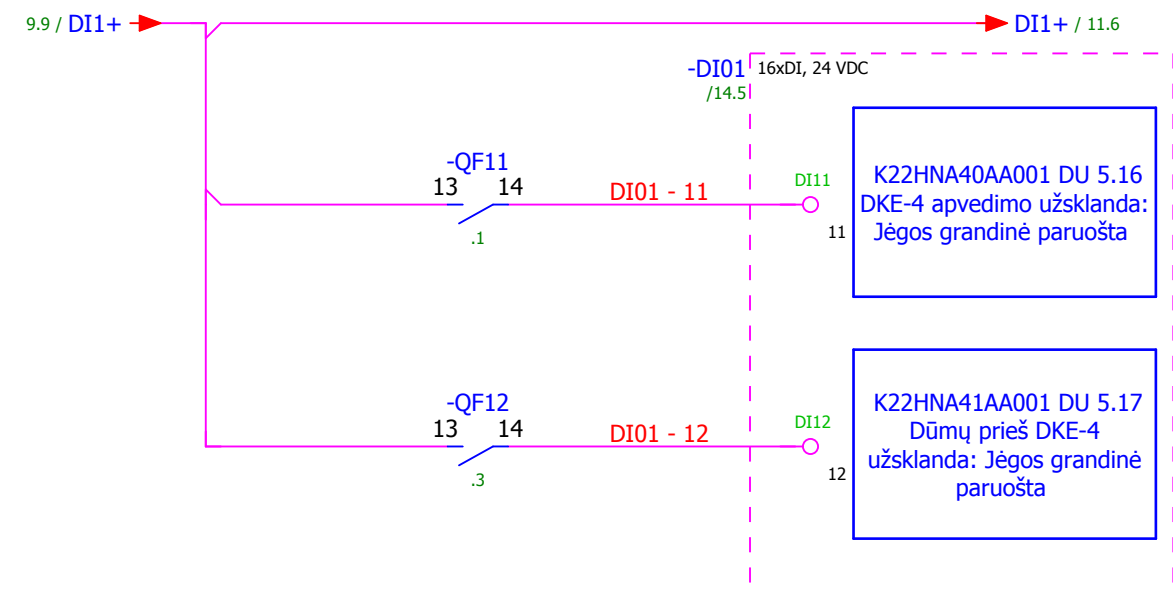 9.9 / DI1+
DI1+ / 11.6
-DI01
16xDI, 24 VDC
/14.5
-QF11
13 14
DI01 - 11
.1
DI11
11
K22HNA40AA001 DU 5.16
DKE-4 apvedimo užsklanda:
Jėgos grandinė paruošta
-QF12
13 14
DI01 - 12
.3
DI12
12
K22HNA41AA001 DU 5.17
Dūmų prieš DKE-4
užsklanda: Jėgos grandinė
paruošta